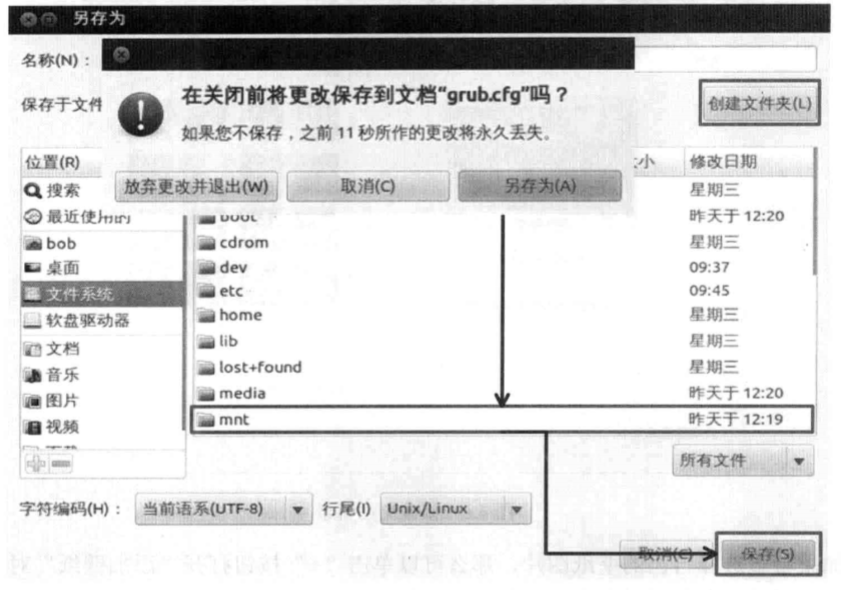 另存为
名称(N)：
在关闭前将更改保存到文档“grub.cfg”吗？
保存于文件
创建文件夹(L)
如果您不保存，之前 11 秒所作的更改将永久丢失。
位置(R)
小
修改日期
放弃更改并退出(W)
取消(C)
另存为(A)
搜索
星期三
最近使用的
boot
昨天于 12:20
bob
cdrom
星期三
桌面
dev
09:37
文件系统
etc
09:45
软盘驱动器
home
星期三
lib
星期三
文档
音乐
lost+found
星期三
图片
media
昨天于 12:20
视频
mnt
昨天于 12:19
所有文件
字符编码(H)：
当前语系(UTF-8)
行尾(I)
Unix/Linux
取消(C)
保存(S)